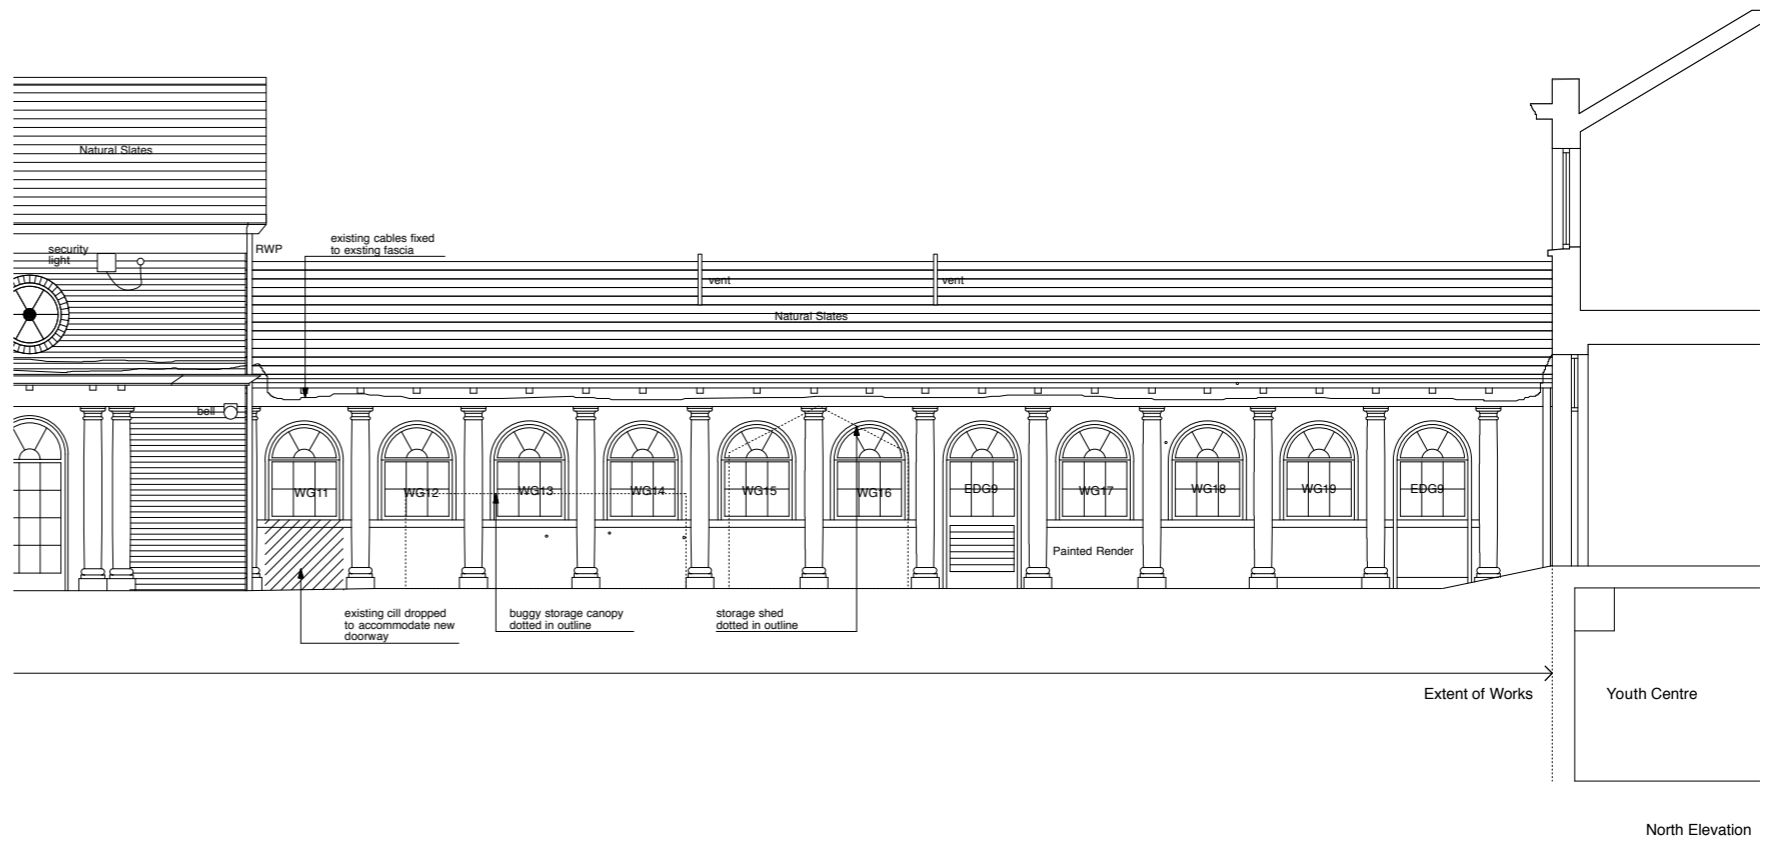 Natural Slates
security
light
RWP
existing cables fixed
to exsting fascia
vent
vent
Natural Slates
bell
WG11
WG12
WG13
WG14
WG15
WG16
EDG9
WG17
WG18
WG19
EDG9
Painted Render
existing cill dropped
to accommodate new
doorway
buggy storage canopy
dotted in outline
storage shed
dotted in outline
Extent of Works
Youth Centre
North Elevation